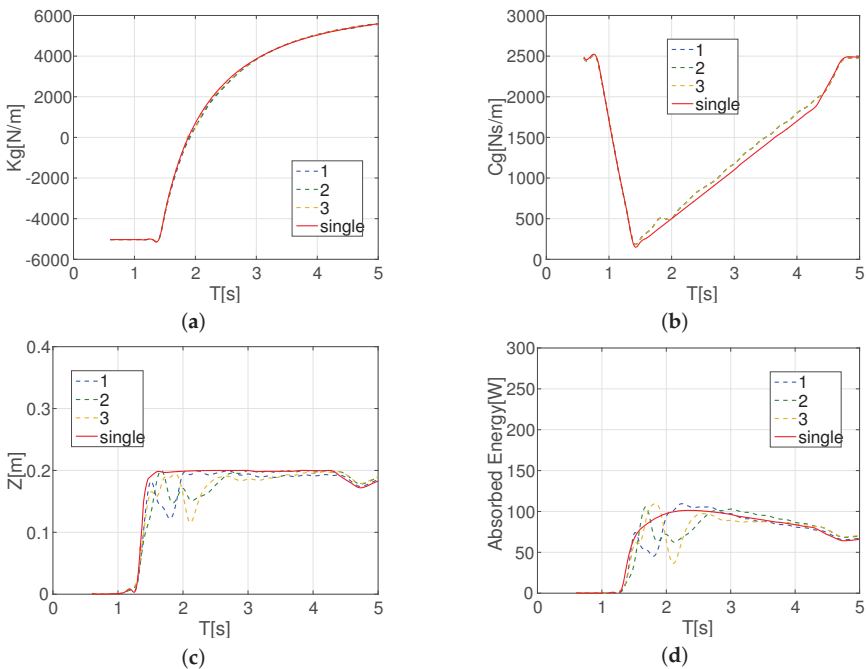 6000
4000
2000
0
-2000
-4000
-6000
Kg[N/m]
0 1 2 3 4 5
T[s]
1
2
3
single
(a)
3000
2500
2000
1500
1000
500
0
Cg[Ns/m]
0 1 2 3 4 5
T[s]
1
2
3
single
(b)
0.4
0.3
0.2
0.1
0
Z[m]
0 1 2 3 4 5
T[s]
1
2
3
single
(c)
300
250
200
150
100
50
0
Absorbed Energy[W]
0 1 2 3 4 5
T[s]
1
2
3
single
(d)